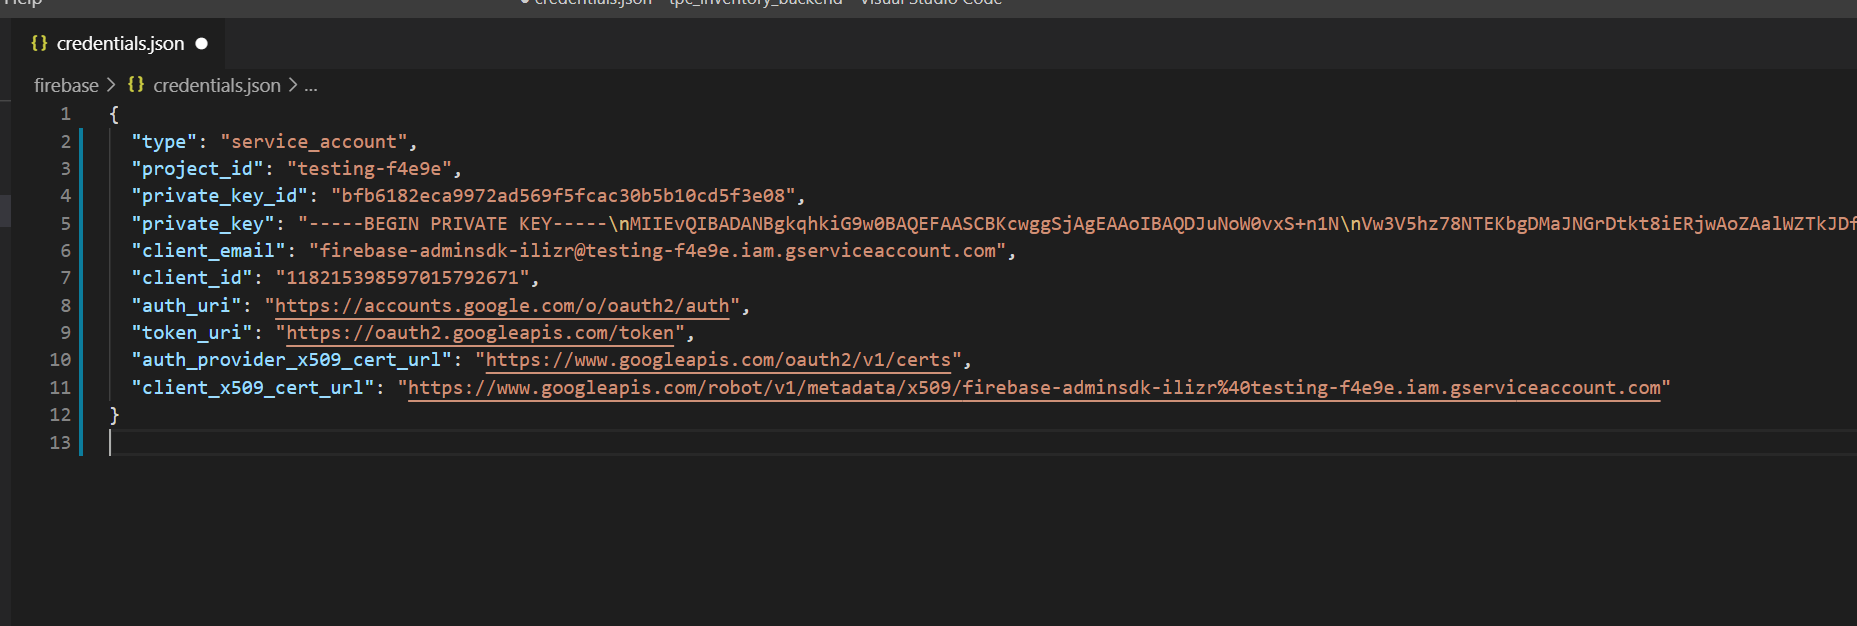 Help ● credentials.json - tpc_inventory_backend - Visual Studio Code
{} credentials.json ●
firebase > {} credentials.json > ...
1 {
2 "type": "service_account",
3 "project_id": "testing-f4e9e",
4 "private_key_id": "bfb6182eca9972ad569f5fcac30b5b10cd5f3e08",
5 "private_key": "-----BEGIN PRIVATE KEY-----\nMIIEvQIBADANBgkqhkiG9w0BAQEFAASCBKcwggSjAgEAAoIBAQDJuNoW0vxS+n1N\nVw3V5hz78NTEKbgDMaJNGrDtkt8iERjwAoZAalWZTkJDf
6 "client_email": "firebase-adminsdk-ilizr@testing-f4e9e.iam.gserviceaccount.com",
7 "client_id": "118215398597015792671",
8 "auth_uri": "https://accounts.google.com/o/oauth2/auth",
9 "token_uri": "https://oauth2.googleapis.com/token",
10 "auth_provider_x509_cert_url": "https://www.googleapis.com/oauth2/v1/certs",
11 "client_x509_cert_url": "https://www.googleapis.com/robot/v1/metadata/x509/firebase-adminsdk-ilizr%40testing-f4e9e.iam.gserviceaccount.com"
12 }
13